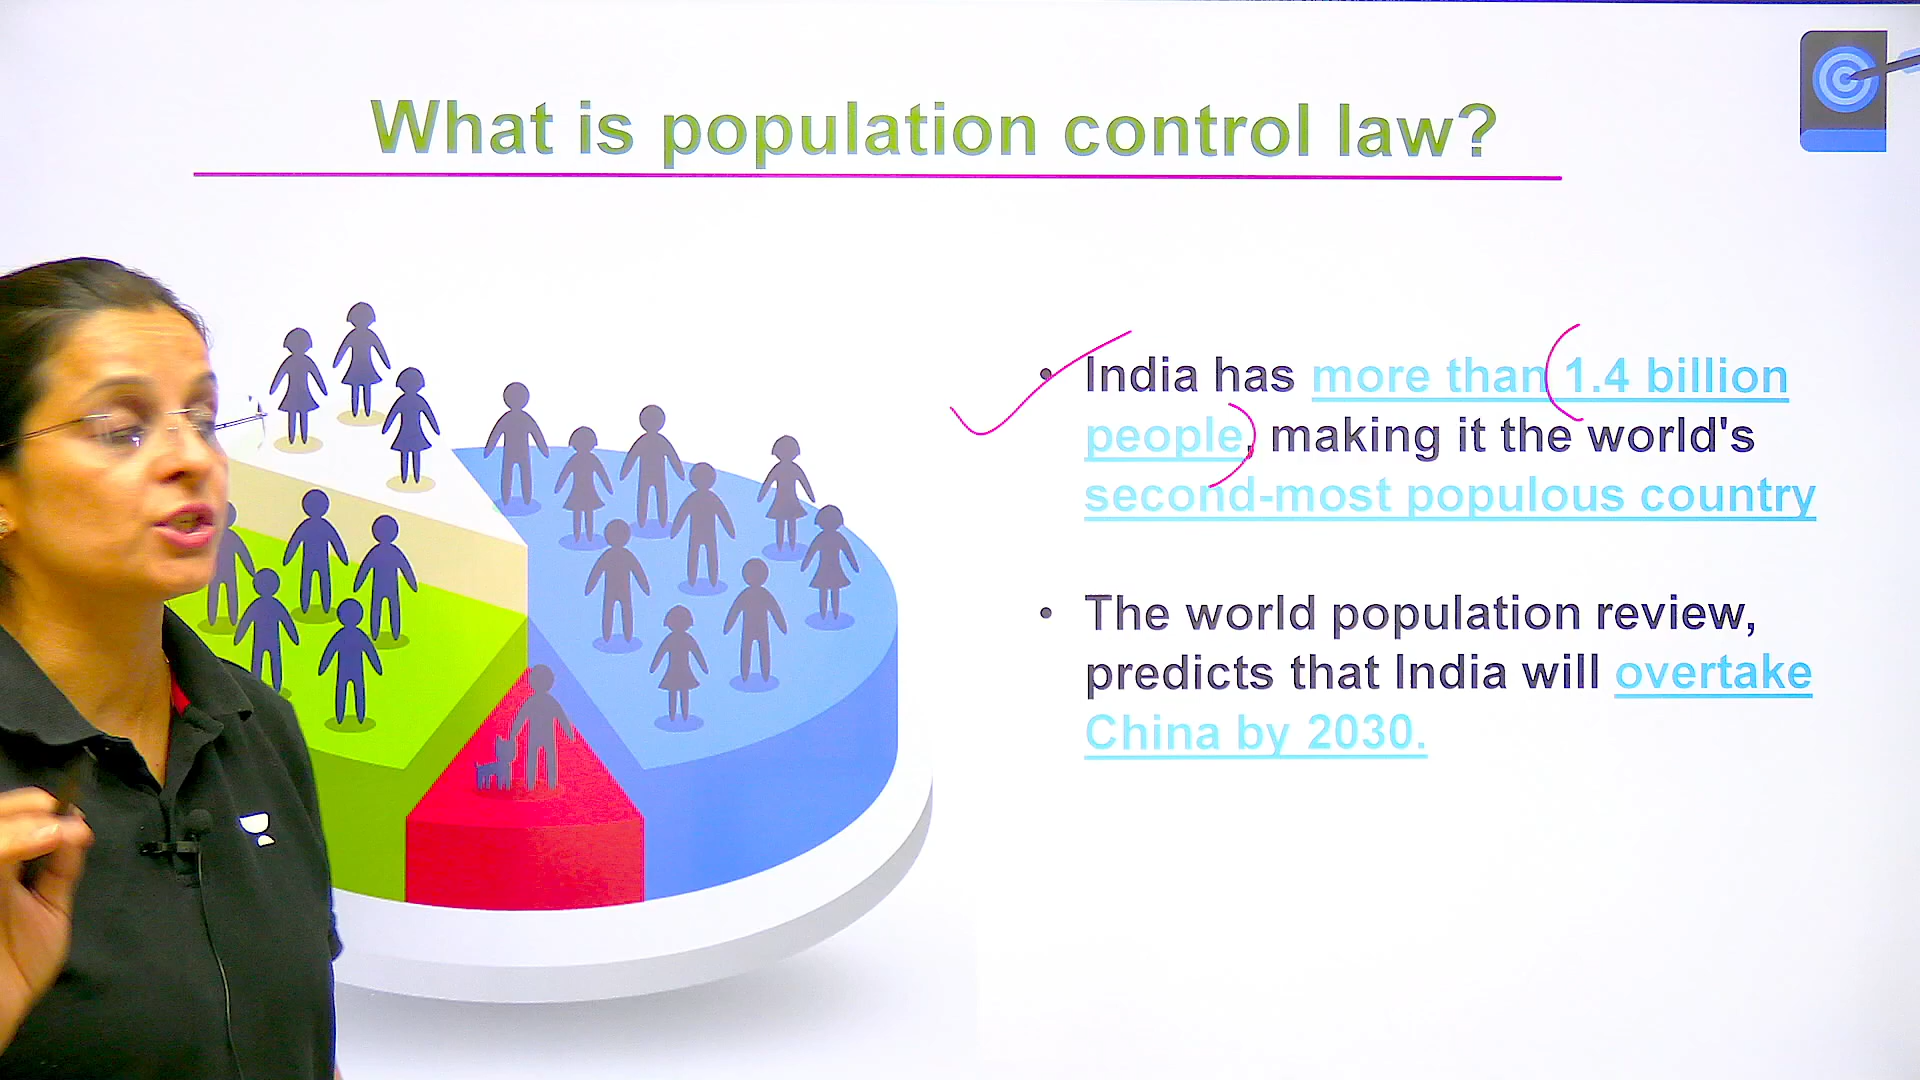 What is population control law?
• India has more than 1.4 billion
people, making it the world's
second-most populous country
• The world population review,
predicts that India will overtake
China by 2030.